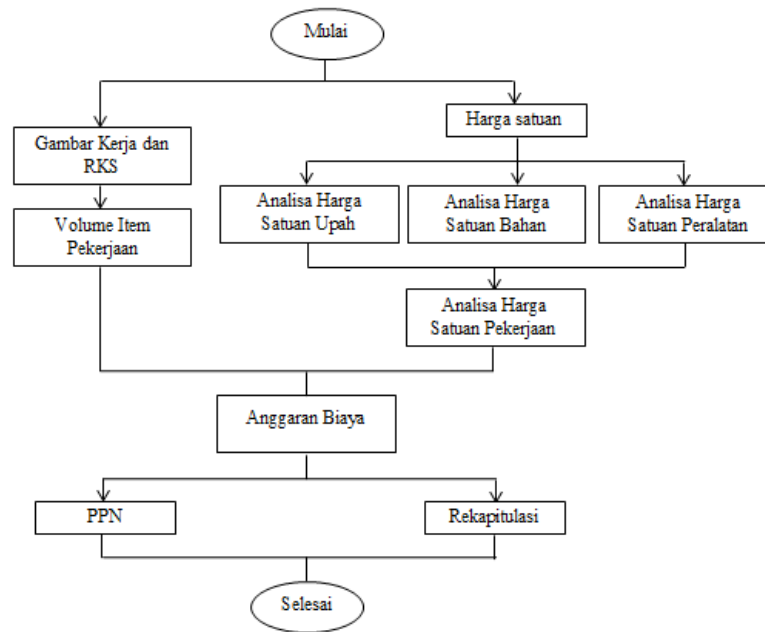 Mulai
Gambar Kerja dan
RKS
Harga satuan
Volume Item
Pekerjaan
Analisa Harga
Satuan Upah
Analisa Harga
Satuan Bahan
Analisa Harga
Satuan Peralatan
Analisa Harga
Satuan Pekerjaan
Anggaran Biaya
PPN
Rekapitulasi
Selesai